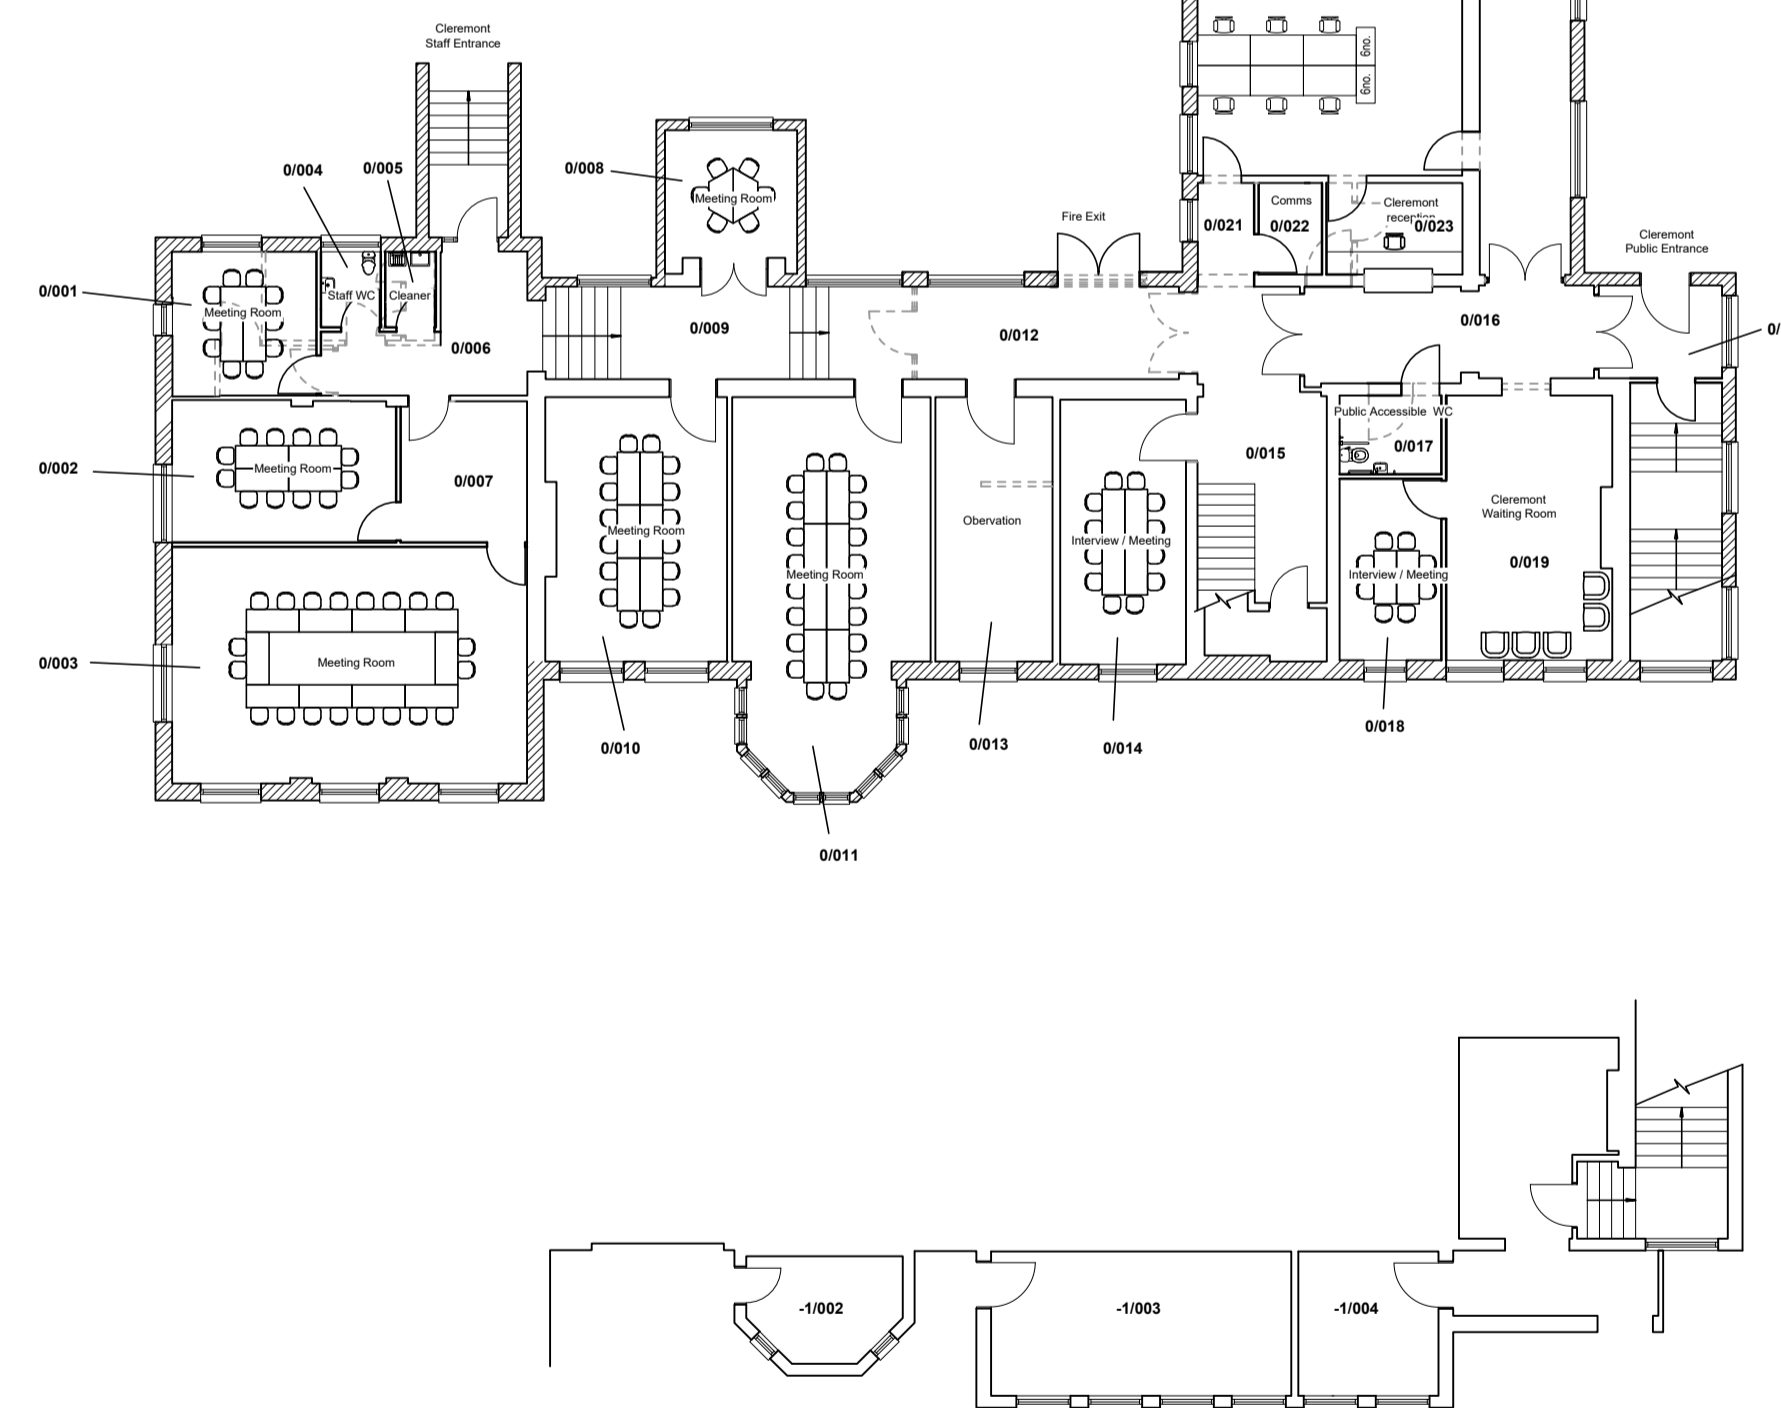 Cleremont
Staff Entrance
6no.
6no.
0/004
0/005
0/008
Meeting Room
Fire Exit
0/021
Comms
0/022
Cleremont
reception
0/023
Cleremont
Public Entrance
0/001
Meeting Room
Staff WC
Cleaner
0/006
0/009
0/012
0/016
0/
0/002
Meeting Room
0/007
Public Accessible WC
0/017
0/015
Meeting Room
Meeting Room
Obervation
Interview / Meeting
Cleremont
Waiting Room
0/019
Interview / Meeting
0/003
Meeting Room
0/010
0/013
0/014
0/018
0/011
-1/002
-1/003
-1/004